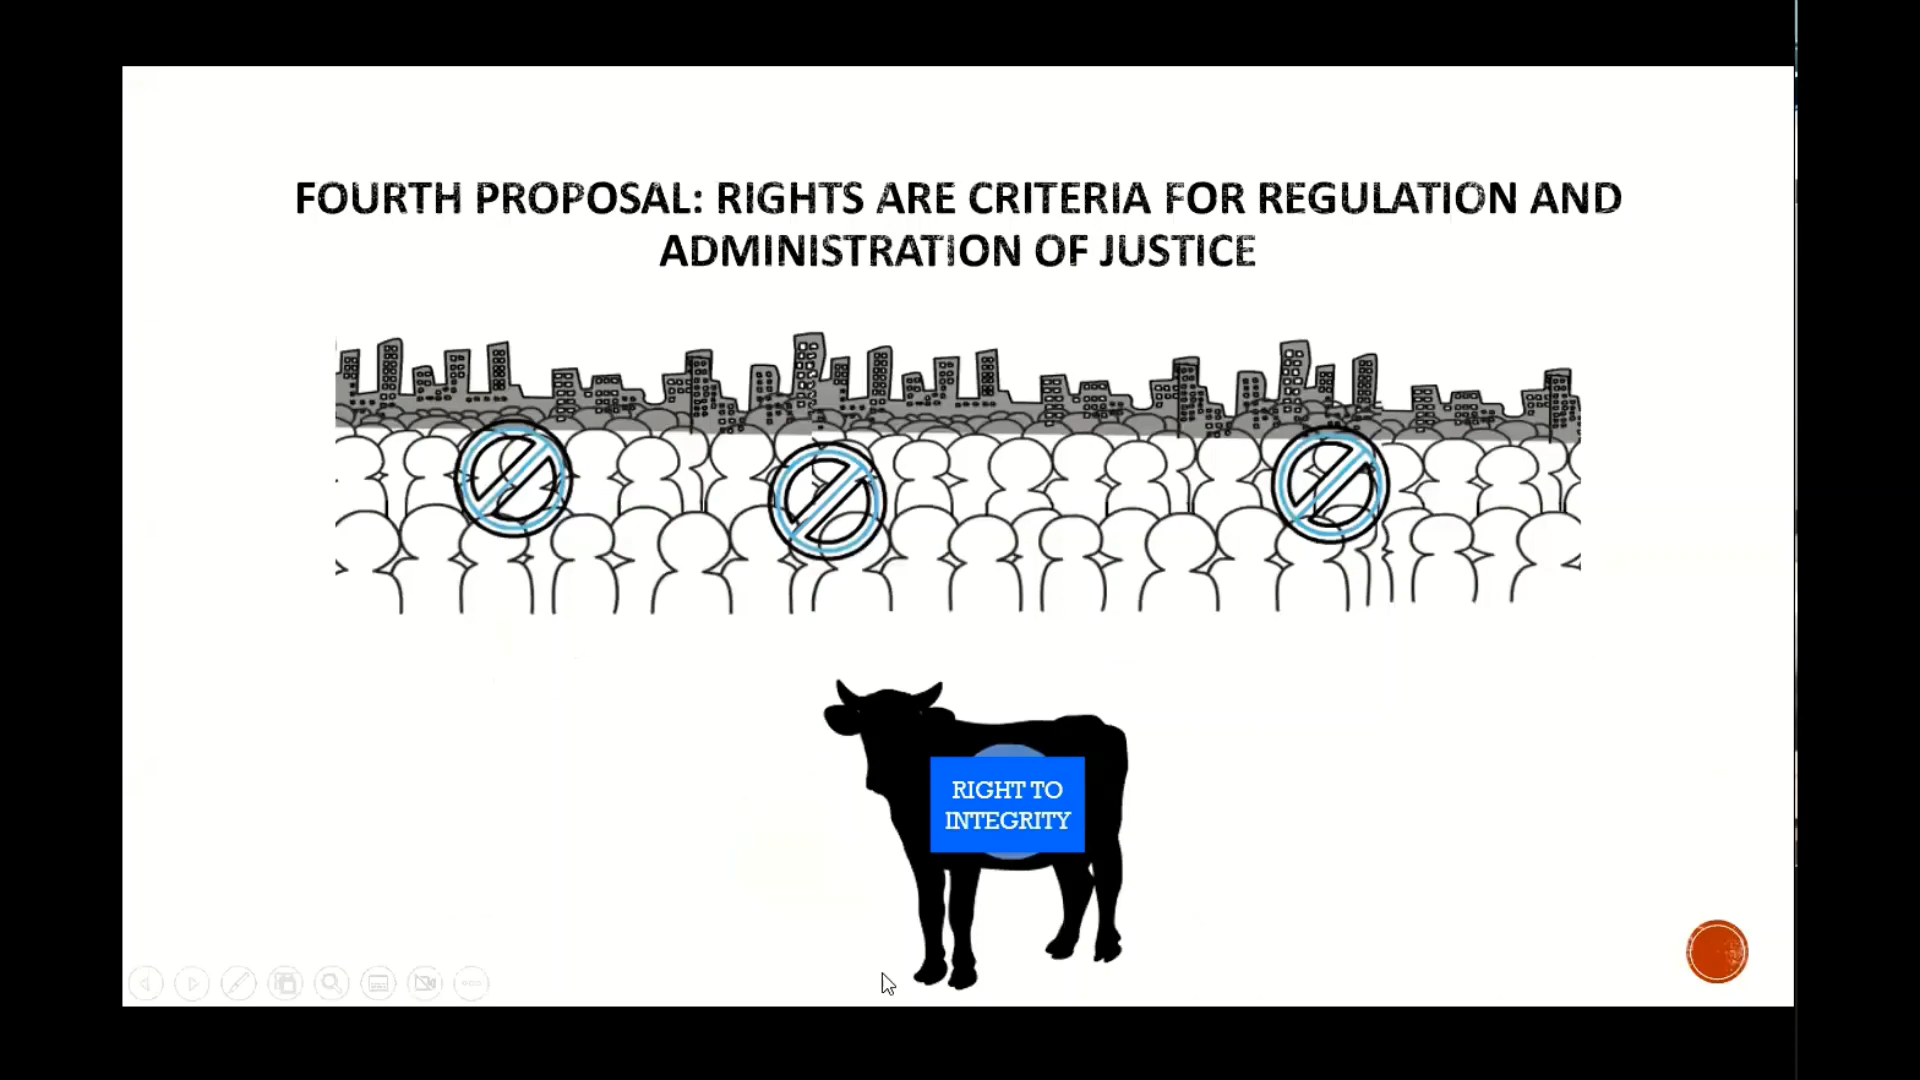 FOURTH PROPOSAL: RIGHTS ARE CRITERIA FOR REGULATION AND
ADMINISTRATION OF JUSTICE
RIGHT TO
INTEGRITY